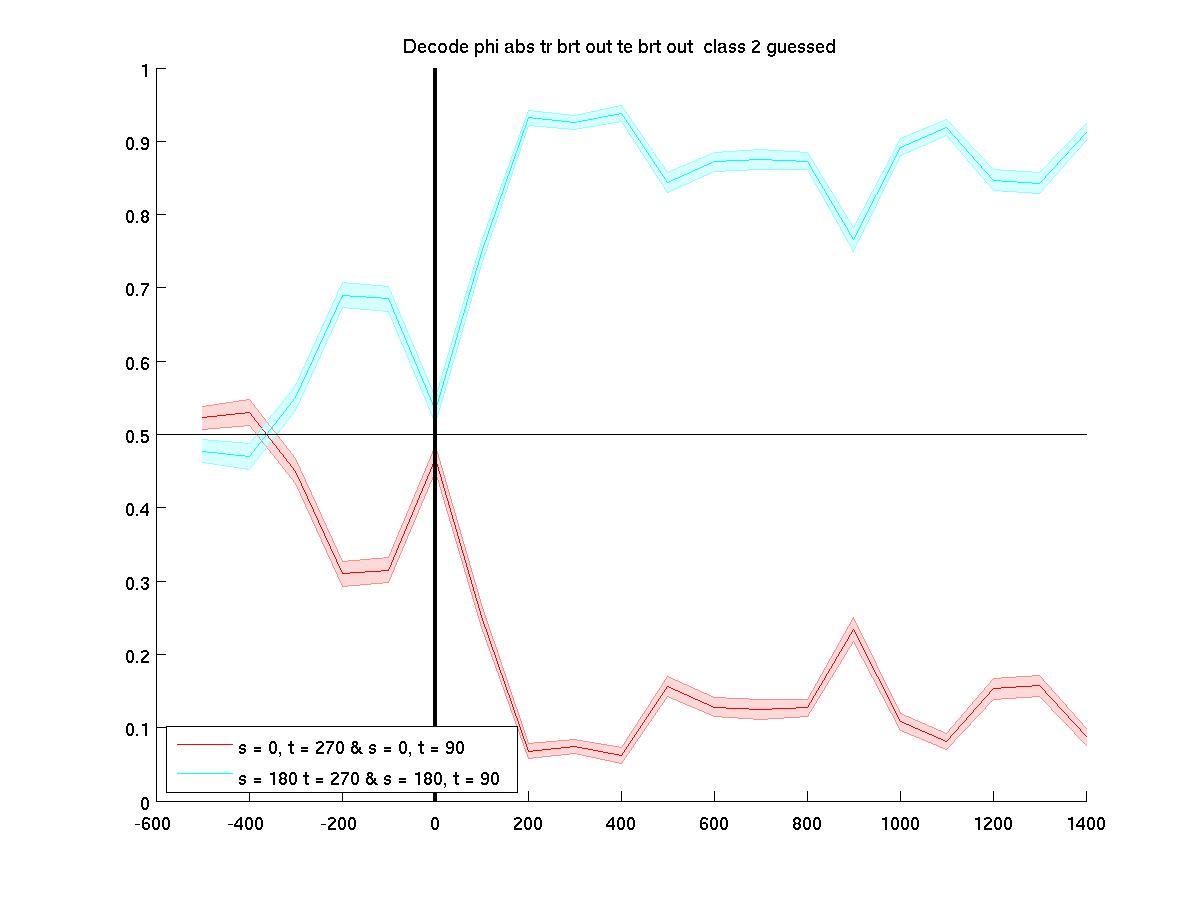 Decode phi abs tr brt out te brt out  class 2 guessed
1
0.9
0.8
0.7
0.6
0.5
0.4
0.3
0.2
0.1
0
s = 0, t = 270 & s = 0, t = 90
s = 180 t = 270 & s = 180, t = 90
-600 -400 -200 0 200 400 600 800 1000 1200 1400